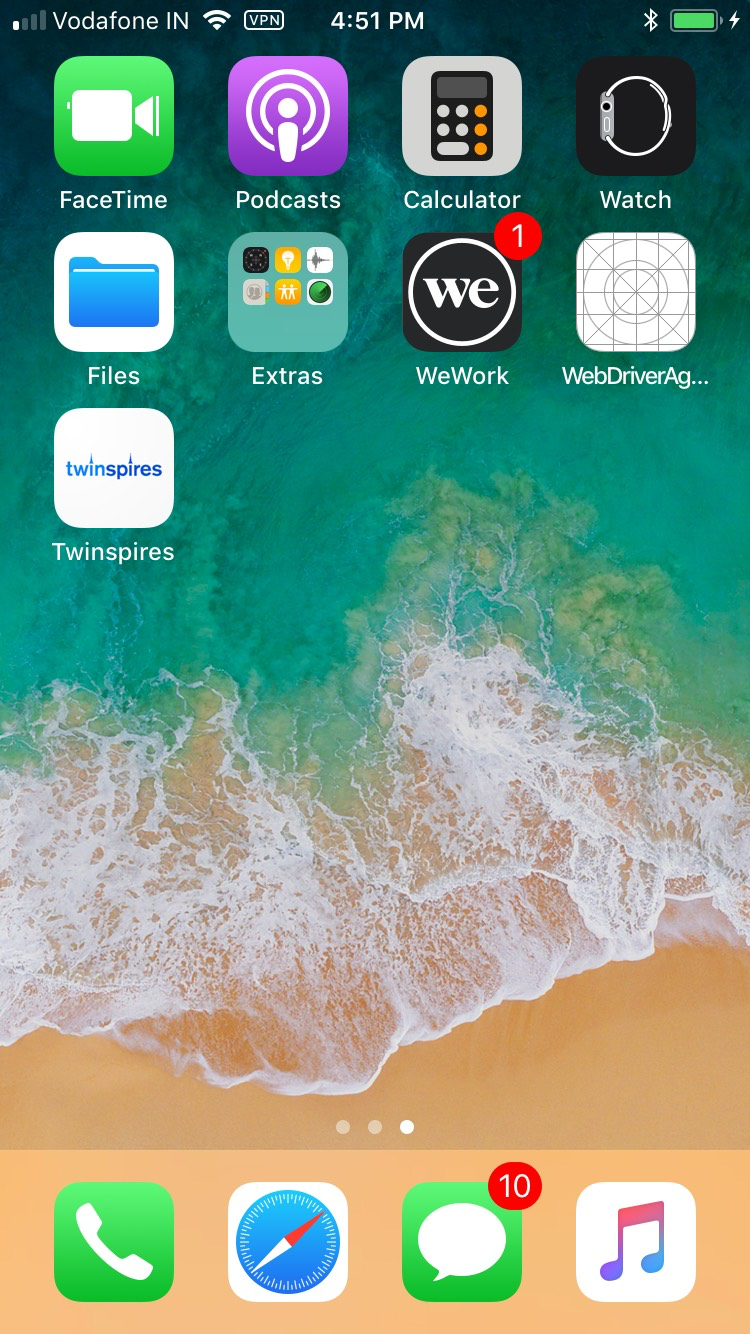 Vodafone IN VPN 4:51 PM
FaceTime Podcasts Calculator Watch
1
we
Files Extras WeWork WebDriverAg...
twinspires
Twinspires
10